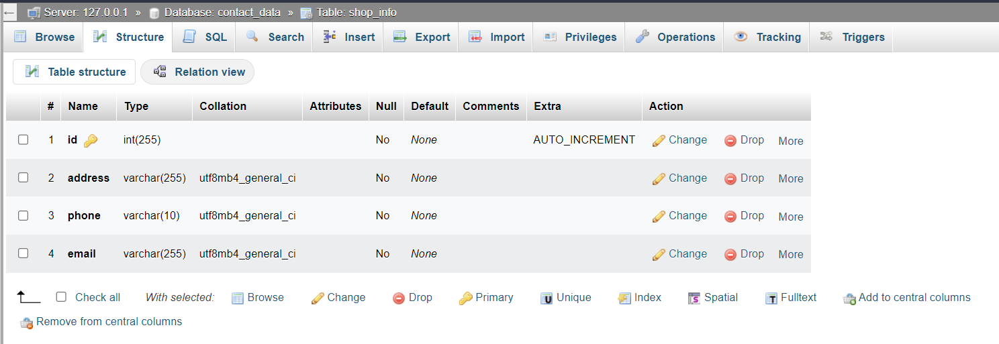 ← Server: 127.0.0.1 » Database: contact_data » Table: shop_info
Browse Structure SQL Search Insert Export Import Privileges Operations Tracking Triggers
Table structure Relation view
# Name Type Collation Attributes Null Default Comments Extra Action
1 id int(255) No None AUTO_INCREMENT Change Drop More
2 address varchar(255) utf8mb4_general_ci No None Change Drop More
3 phone varchar(10) utf8mb4_general_ci No None Change Drop More
4 email varchar(255) utf8mb4_general_ci No None Change Drop More
Check all With selected: Browse Change Drop Primary U Unique Index S Spatial T Fulltext Add to central columns
Remove from central columns